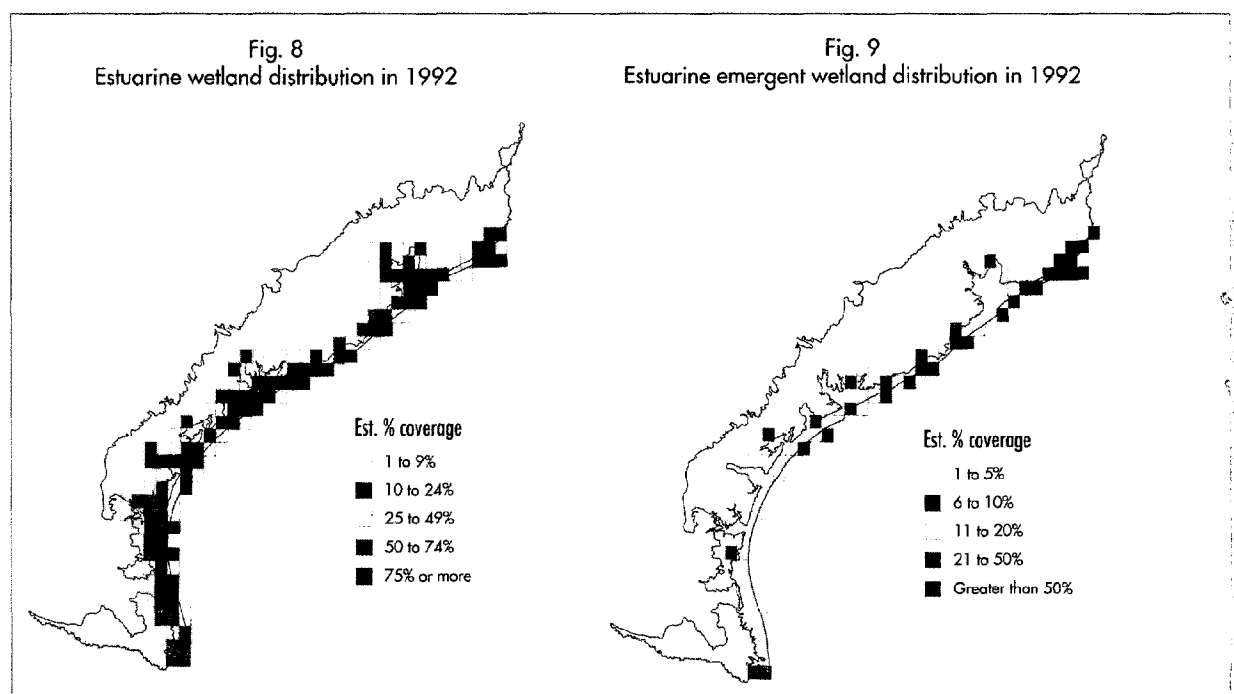 Fig. 8
Estuarine wetland distribution in 1992
Est. % coverage
1 to 9%
10 to 24%
25 to 49%
50 to 74%
75% or more
Fig. 9
Estuarine emergent wetland distribution in 1992
Est. % coverage
1 to 5%
6 to 10%
11 to 20%
21 to 50%
Greater than 50%